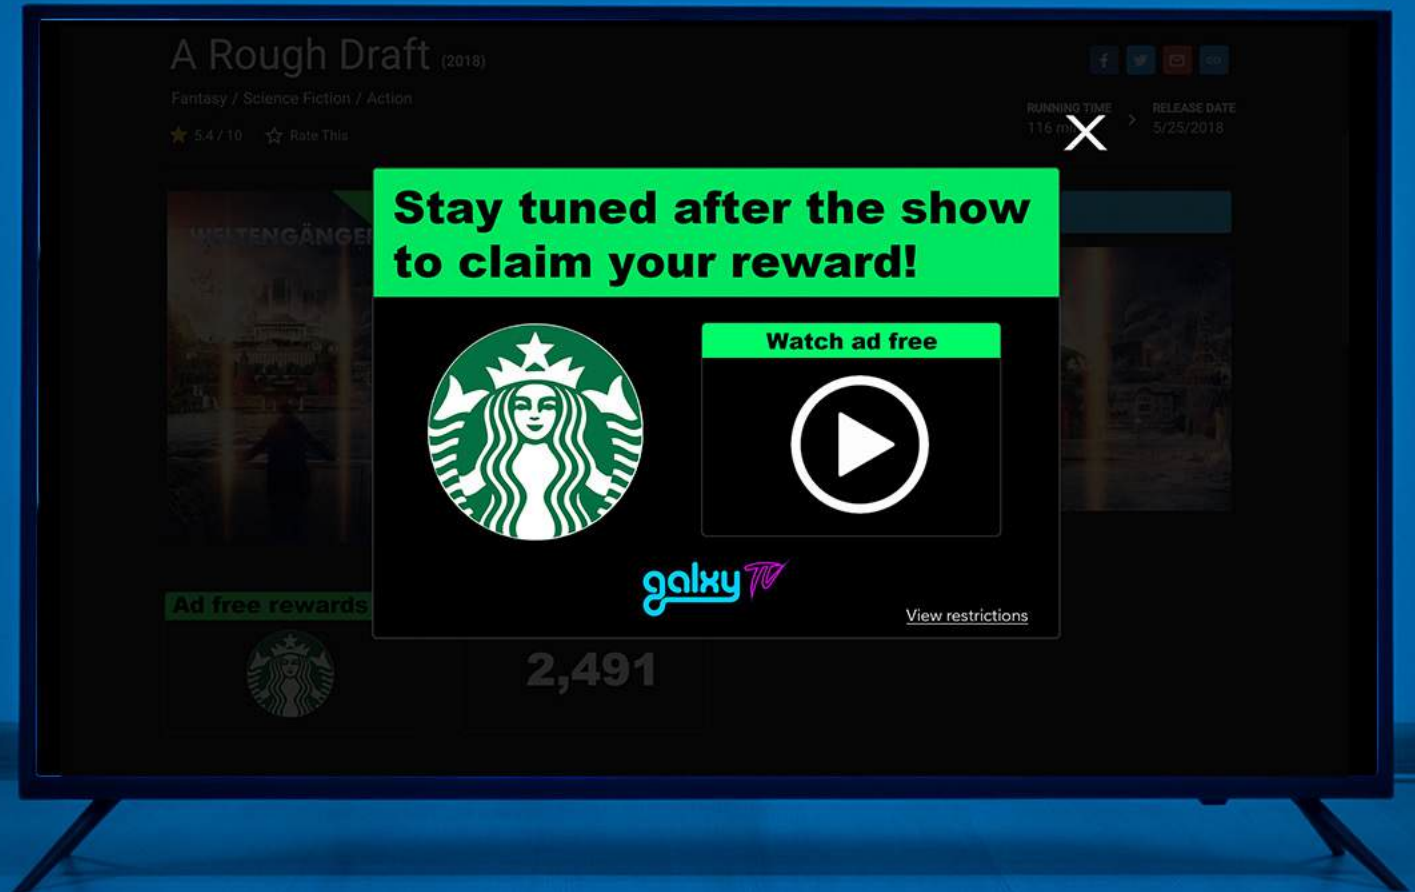 A Rough Draft (2018)
Fantasy / Science Fiction / Action
5.4 / 10 Rate This
RUNNING TIME
116
RELEASE DATE
5/25/2018
WELTENGÄNGER
Stay tuned after the show
to claim your reward!
Watch ad free
galxy TV
View restrictions
Ad free rewards
2,491